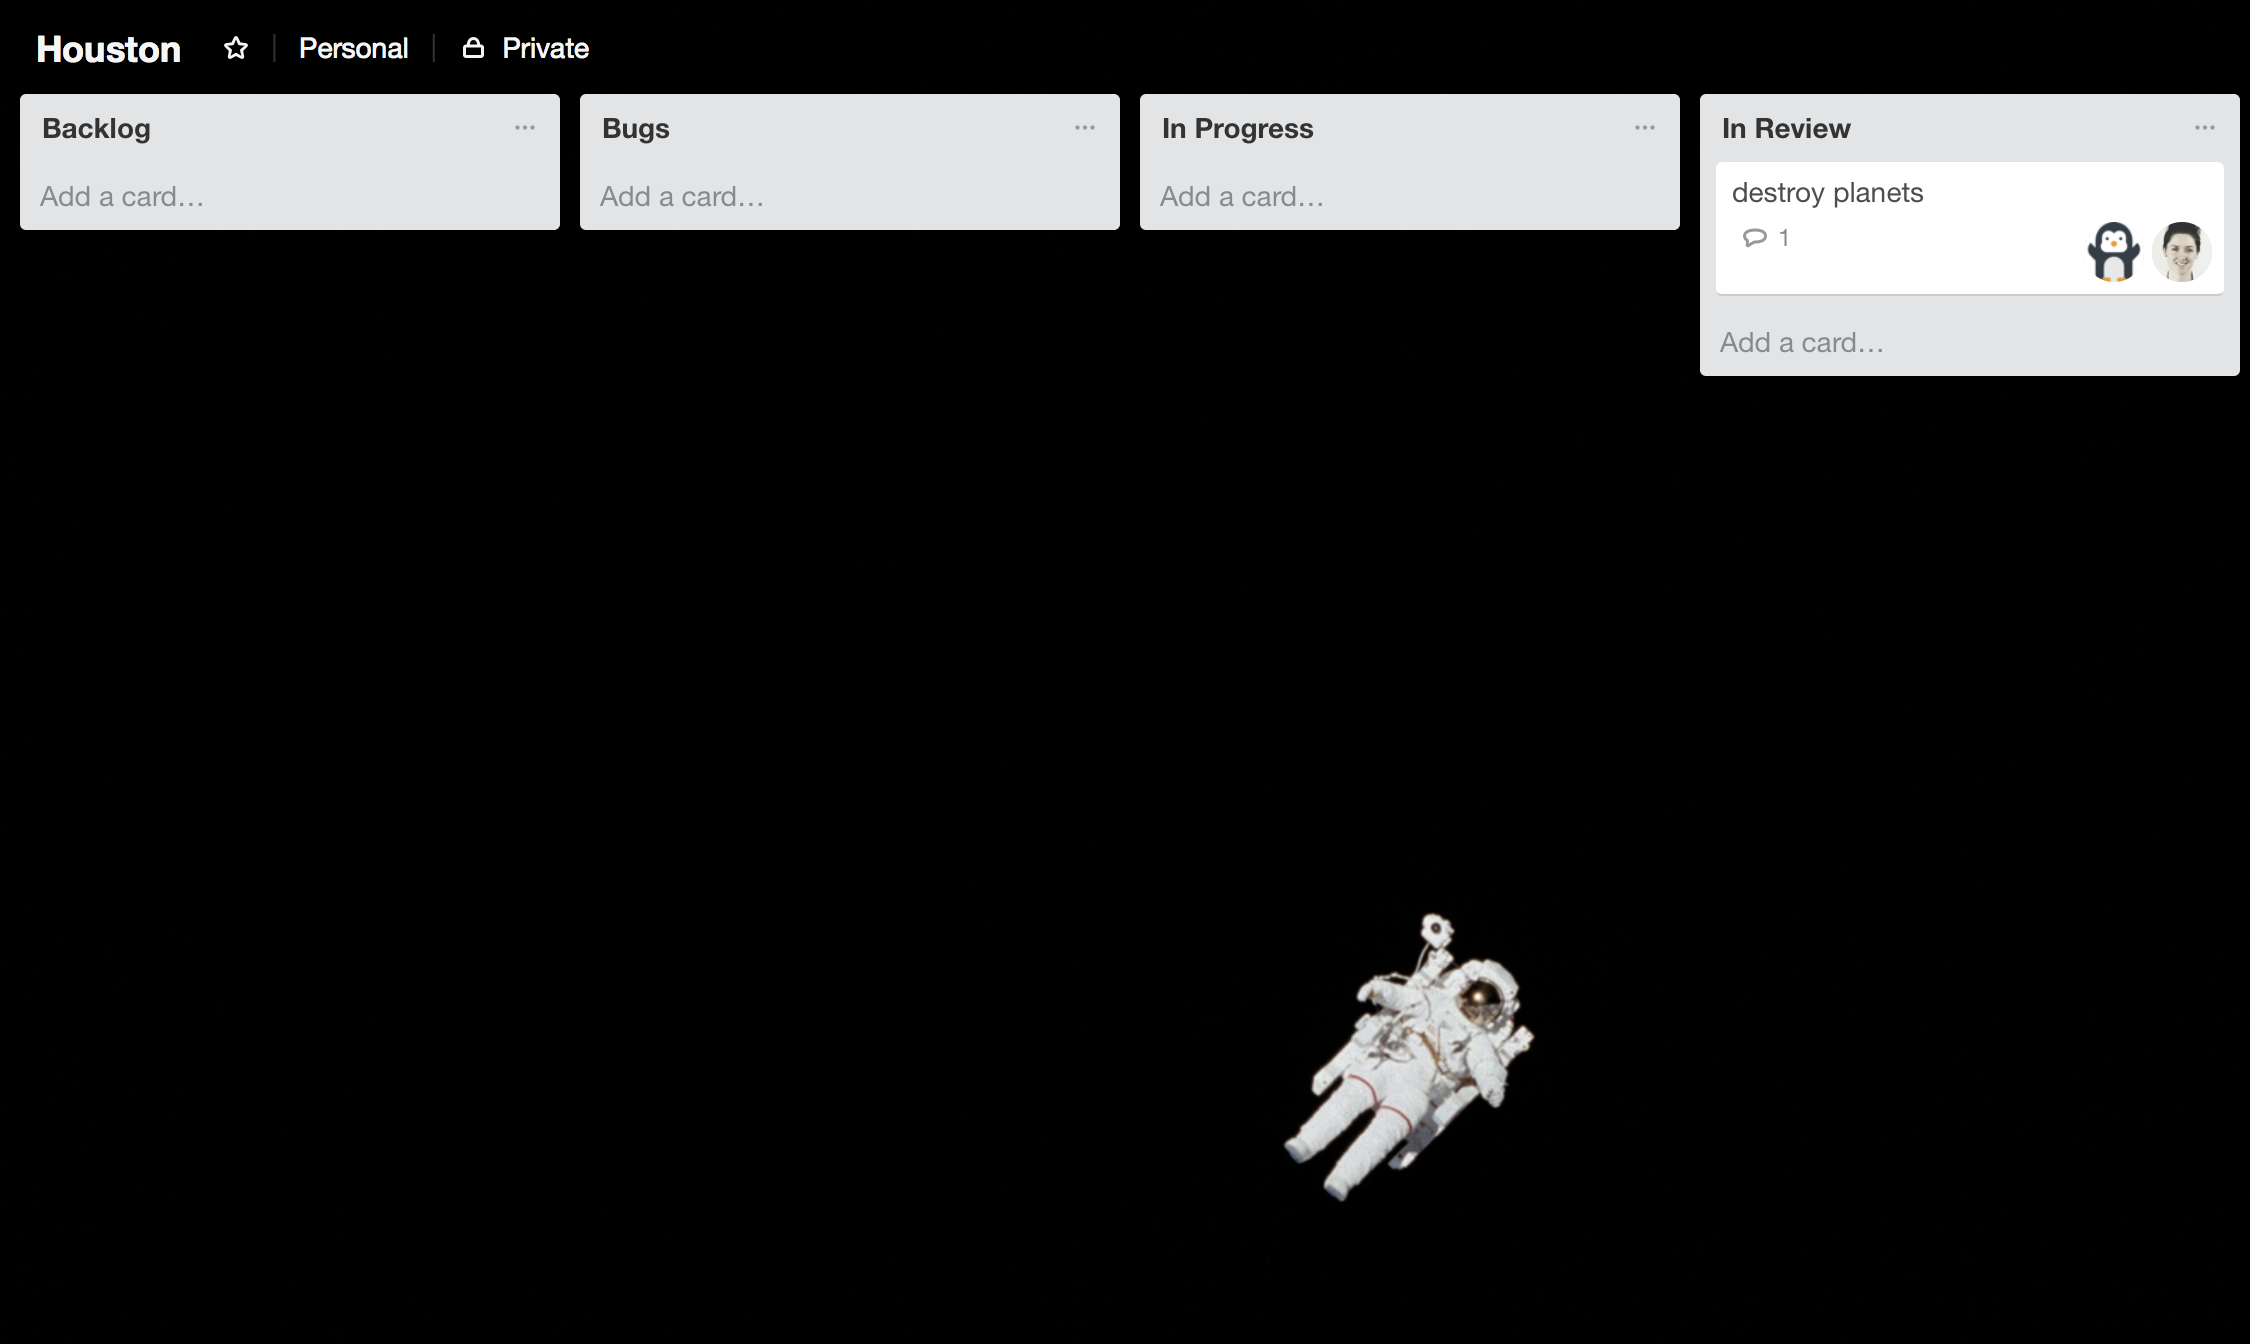 Houston Personal Private
Backlog
Add a card…
Bugs
Add a card…
In Progress
Add a card…
In Review
destroy planets
1
Add a card…